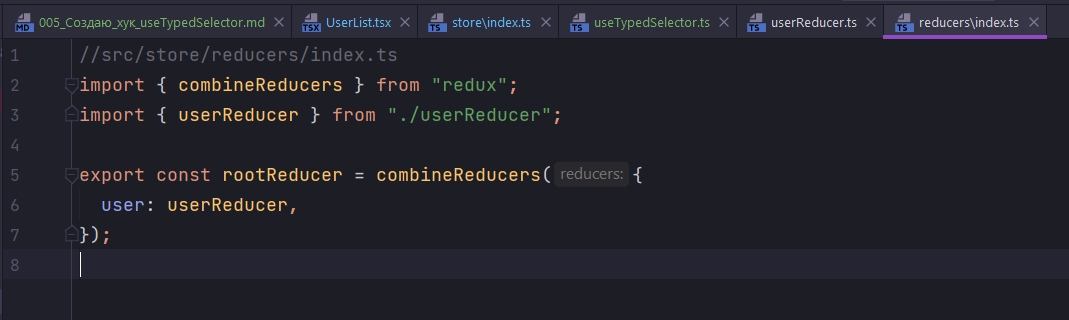 005_Создаю_хук_useTypedSelector.md
UserList.tsx
store\index.ts
useTypedSelector.ts
userReducer.ts
reducers\index.ts
MD
TSX
TS
TS
TS
TS
1 //src/store/reducers/index.ts
2 import { combineReducers } from "redux";
3 import { userReducer } from "./userReducer";
4
5 export const rootReducer = combineReducers( reducers: {
6   user: userReducer,
7 });
8